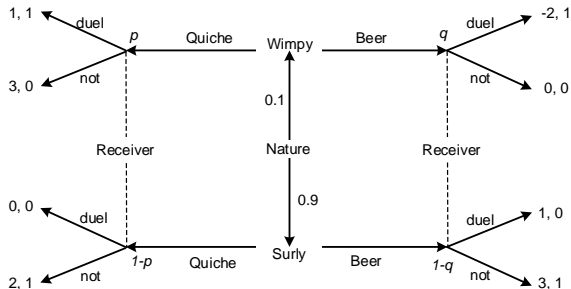 1, 1 duel p Quiche Wimpy Beer q duel -2, 1
3, 0 not not 0, 0
0.1
Receiver Nature Receiver
0.9
0, 0 duel duel 1, 0
2, 1 not 1-p Quiche Surly Beer 1-q not 3, 1